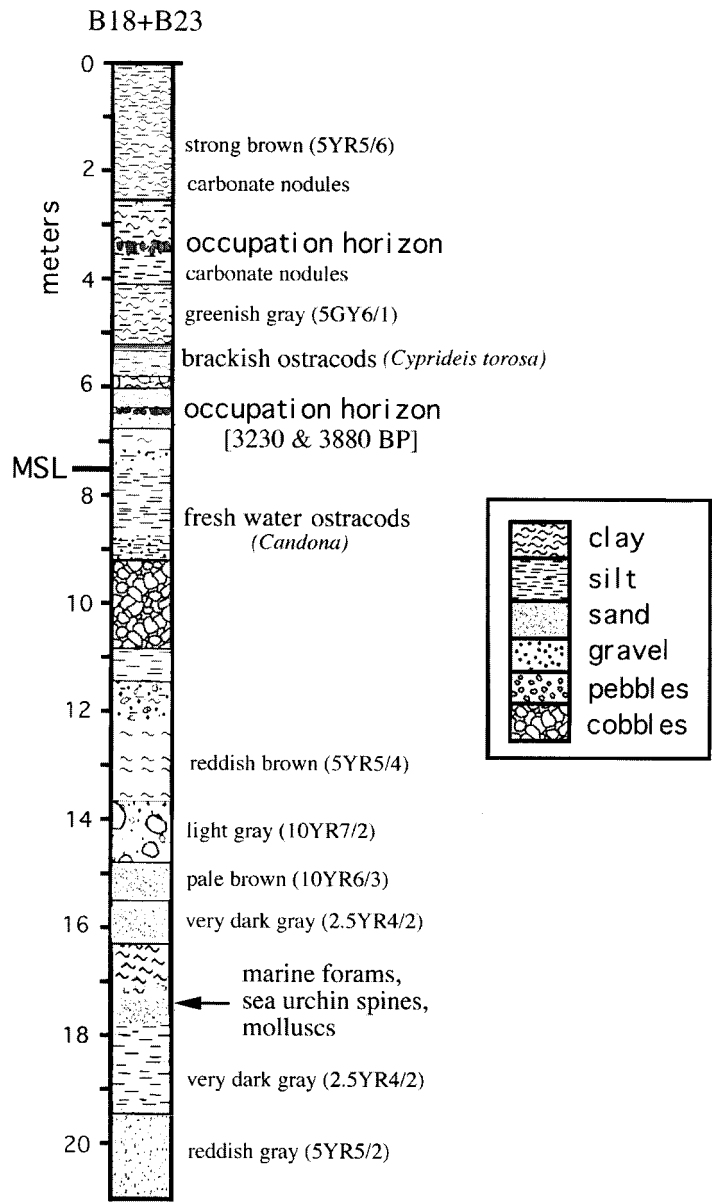 B18+B23
0
strong brown (5YR5/6)
2
carbonate nodules
meters
occupation horizon
4
carbonate nodules
greenish gray (5GY6/1)
brackish ostracods (Cyprideis torosa)
6
occupation horizon
[3230 & 3880 BP]
MSL
8
fresh water ostracods
(Candona)
10
12
reddish brown (5YR5/4)
14
light gray (10YR7/2)
pale brown (10YR6/3)
16
very dark gray (2.5YR4/2)
marine forams,
sea urchin spines,
molluscs
18
very dark gray (2.5YR4/2)
20
reddish gray (5YR5/2)
clay
silt
sand
gravel
pebbles
cobbles